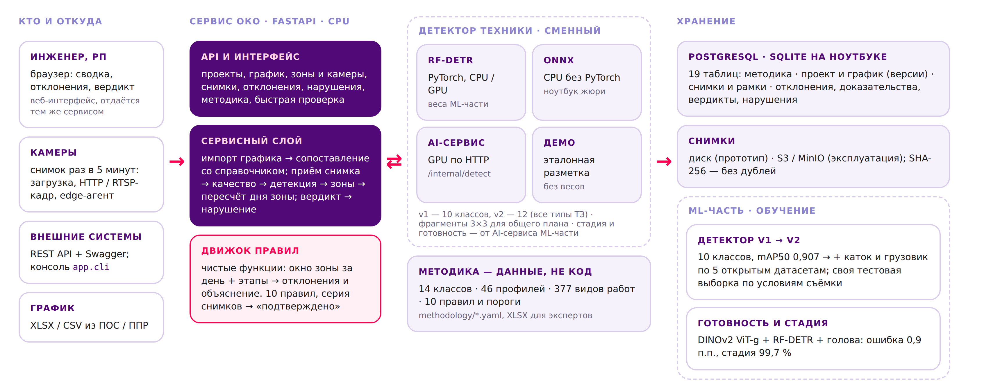 КТО И ОТКУДА
ИНЖЕНЕР, РП
браузер: сводка,
отклонения, вердикт
веб-интерфейс, отдаётся
тем же сервисом
КАМЕРЫ
снимок раз в 5 минут:
загрузка, HTTP / RTSP-
кадр, edge-агент
ВНЕШНИЕ СИСТЕМЫ
REST API + Swagger;
консоль app.cli
ГРАФИК
XLSX / CSV из ПОС / ППР
→
СЕРВИС ОКО · FASTAPI · CPU
API И ИНТЕРФЕЙС
проекты, график, зоны и камеры,
снимки, отклонения, нарушения,
методика, быстрая проверка
СЕРВИСНЫЙ СЛОЙ
импорт графика → сопоставление
со справочником; приём снимка
→ качество → детекция → зоны →
пересчёт дня зоны; вердикт →
нарушение
ДВИЖОК ПРАВИЛ
чистые функции: окно зоны за
день + этапы → отклонения и
объяснение. 10 правил, серия
снимков → «подтверждено»
⇄
ДЕТЕКТОР ТЕХНИКИ · СМЕННЫЙ
RF-DETR
PyTorch, CPU /
GPU
веса ML-части
ONNX
CPU без PyTorch
ноутбук жюри
AI-СЕРВИС
GPU по HTTP
/internal/detect
ДЕМО
эталонная
разметка
без весов
v1 — 10 классов, v2 — 12 (все типы ТЗ) ·
фрагменты 3×3 для общего плана · стадия и
готовность — от AI-сервиса ML-части
МЕТОДИКА — ДАННЫЕ, НЕ КОД
14 классов · 46 профилей · 377 видов работ
· 10 правил и пороги
methodology/*.yaml, XLSX для экспертов
→
ХРАНЕНИЕ
POSTGRESQL · SQLITE НА НОУТБУКЕ
19 таблиц: методика · проект и график (версии) ·
снимки и рамки · отклонения, доказательства,
вердикты, нарушения
СНИМКИ
диск (прототип) · S3 / MinIO (эксплуатация); SHA-
256 — без дублей
ML-ЧАСТЬ · ОБУЧЕНИЕ
ДЕТЕКТОР V1 → V2
10 классов, mAP50 0,907 → + каток и грузовик
по 5 открытым датасетам; своя тестовая
выборка по условиям съёмки
ГОТОВНОСТЬ И СТАДИЯ
DINOv2 ViT-g + RF-DETR + голова: ошибка 0,9
п.п., стадия 99,7 %